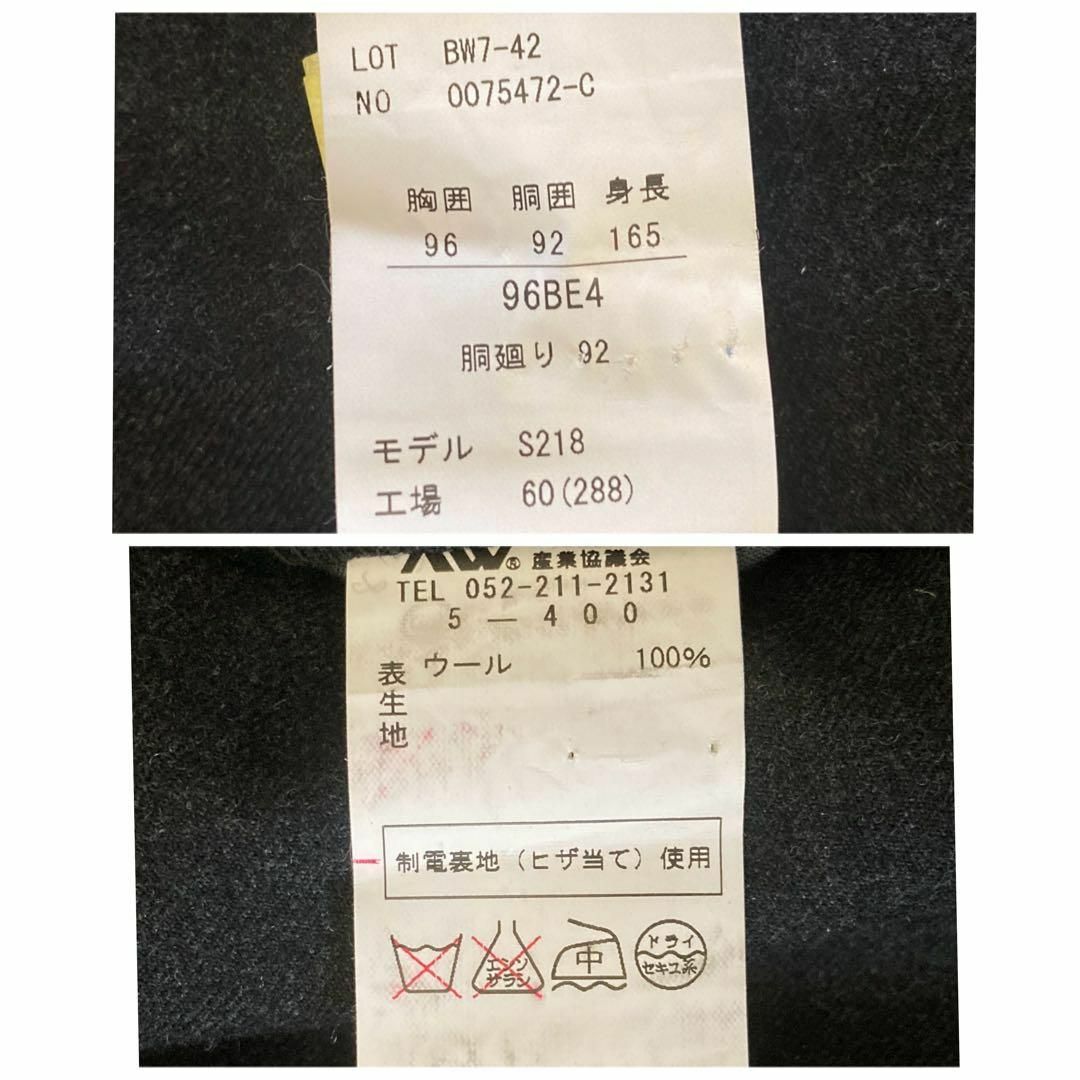 LOT BW7-42
NO 0075472-C
胸囲 胴囲 身長
96 92 165
96BE4
胴廻り 92
モデル S218
工場 60(288)
® 産業協議会
TEL 052-211-2131
5 — 4 0 0
表生地 ウール 100%
制電裏地(ヒザ当て)使用
エンソ
サラシ
中
ドライ
セキユ系